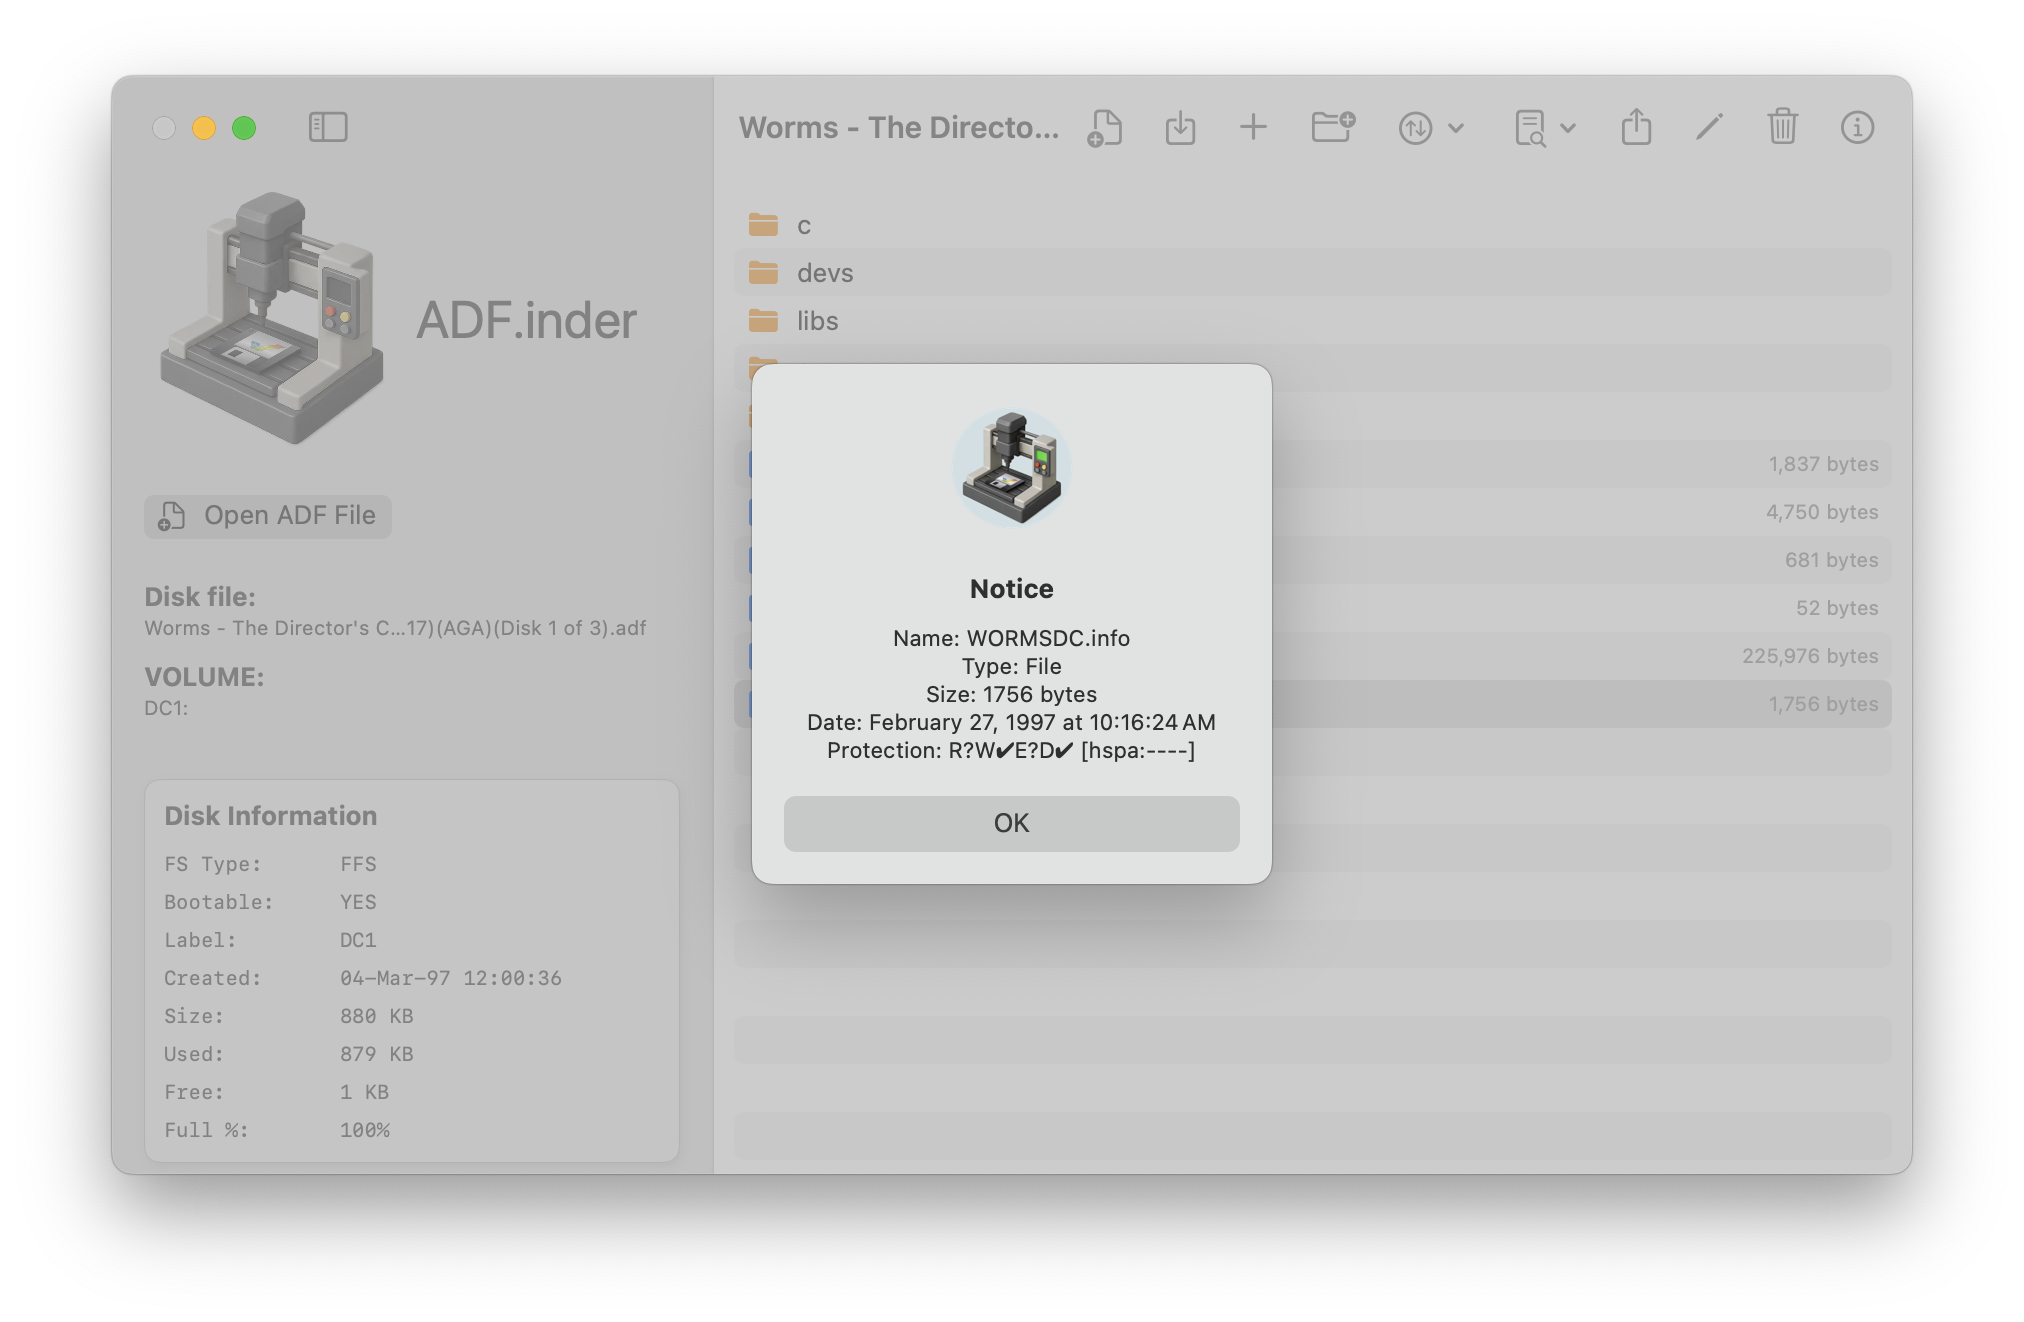 Worms - The Directo...
ADF.inder
Open ADF File
Disk file:
Worms - The Director's C...17)(AGA)(Disk 1 of 3).adf
VOLUME:
DC1:
Disk Information
FS Type: FFS
Bootable: YES
Label: DC1
Created: 04-Mar-97 12:00:36
Size: 880 KB
Used: 879 KB
Free: 1 KB
Full %: 100%
c
devs
libs
1,837 bytes
4,750 bytes
681 bytes
52 bytes
225,976 bytes
1,756 bytes
Notice
Name: WORMSDC.info
Type: File
Size: 1756 bytes
Date: February 27, 1997 at 10:16:24 AM
Protection: R?W✔E?D✔ [hspa:----]
OK